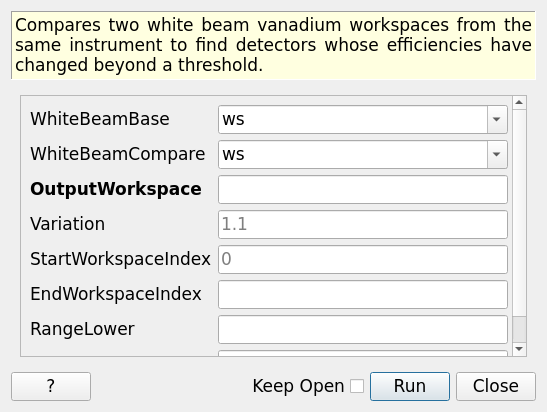 Compares two white beam vanadium workspaces from the
same instrument to find detectors whose efficiencies have
changed beyond a threshold.
WhiteBeamBase ws
WhiteBeamCompare ws
OutputWorkspace
Variation 1.1
StartWorkspaceIndex 0
EndWorkspaceIndex
RangeLower
? Keep Open Run Close